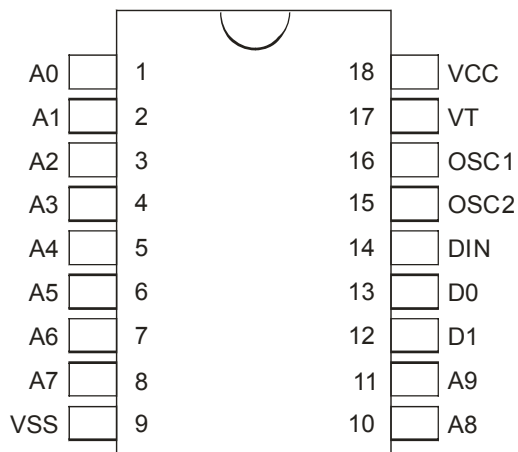 A0 1 18 VCC
A1 2 17 VT
A2 3 16 OSC1
A3 4 15 OSC2
A4 5 14 DIN
A5 6 13 D0
A6 7 12 D1
A7 8 11 A9
VSS 9 10 A8